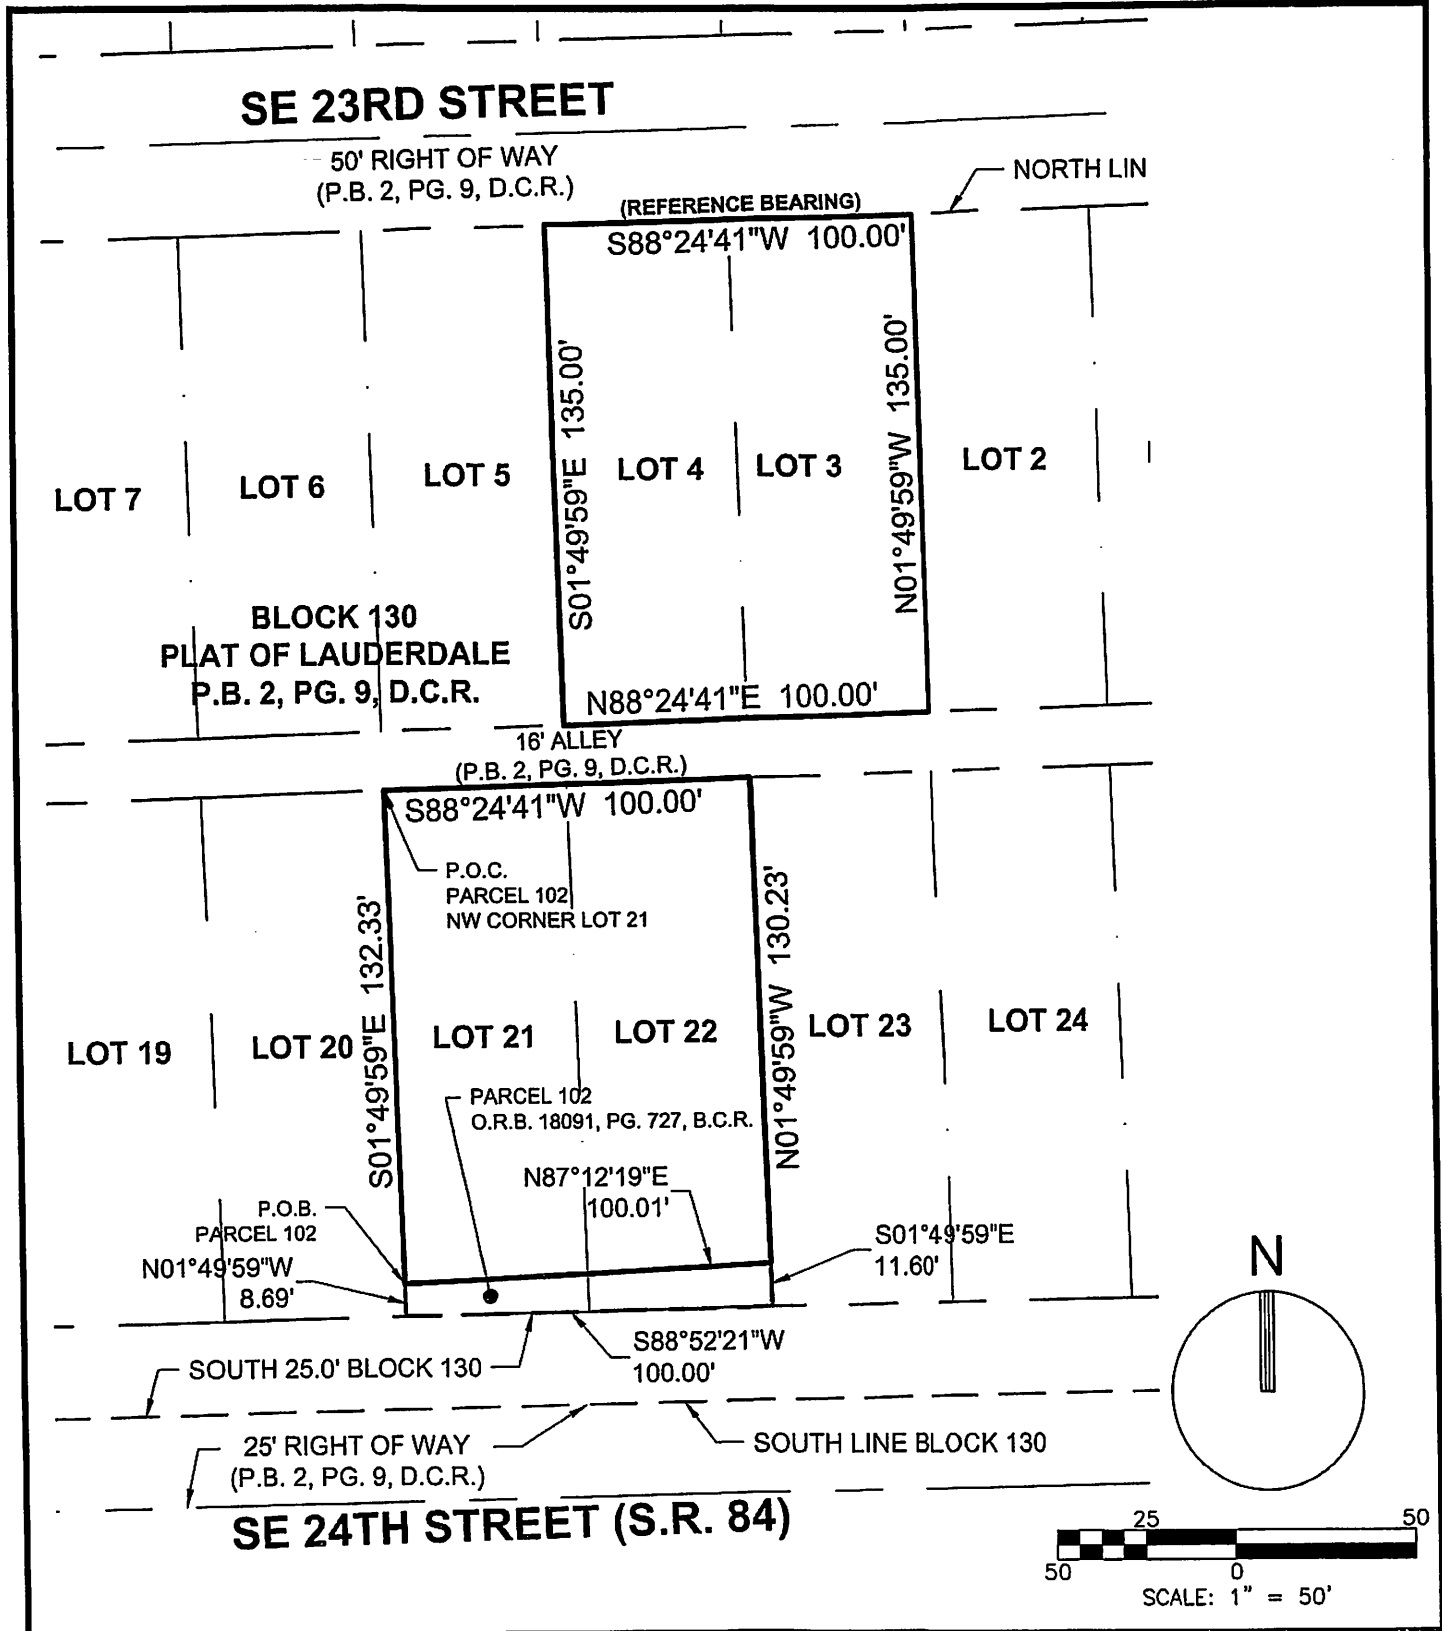 SE 23RD STREET
50' RIGHT OF WAY
(P.B. 2, PG. 9, D.C.R.)
NORTH LIN
(REFERENCE BEARING)
S88°24'41"W 100.00'
S01°49'59"E 135.00'
N01°49'59"W 135.00'
LOT 7
LOT 6
LOT 5
LOT 4
LOT 3
LOT 2
BLOCK 130
PLAT OF LAUDERDALE
P.B. 2, PG. 9, D.C.R.
N88°24'41"E 100.00'
16' ALLEY
(P.B. 2, PG. 9, D.C.R.)
S88°24'41"W 100.00'
P.O.C.
PARCEL 102
NW CORNER LOT 21
S01°49'59"E 132.33'
N01°49'59"W 130.23'
LOT 19
LOT 20
LOT 21
LOT 22
LOT 23
LOT 24
PARCEL 102
O.R.B. 18091, PG. 727, B.C.R.
N87°12'19"E
100.01'
P.O.B.
PARCEL 102
N01°49'59"W
8.69'
S01°49'59"E
11.60'
S88°52'21"W
100.00'
SOUTH 25.0' BLOCK 130
25' RIGHT OF WAY
(P.B. 2, PG. 9, D.C.R.)
SOUTH LINE BLOCK 130
SE 24TH STREET (S.R. 84)
N
25
50
50
0
SCALE: 1" = 50'